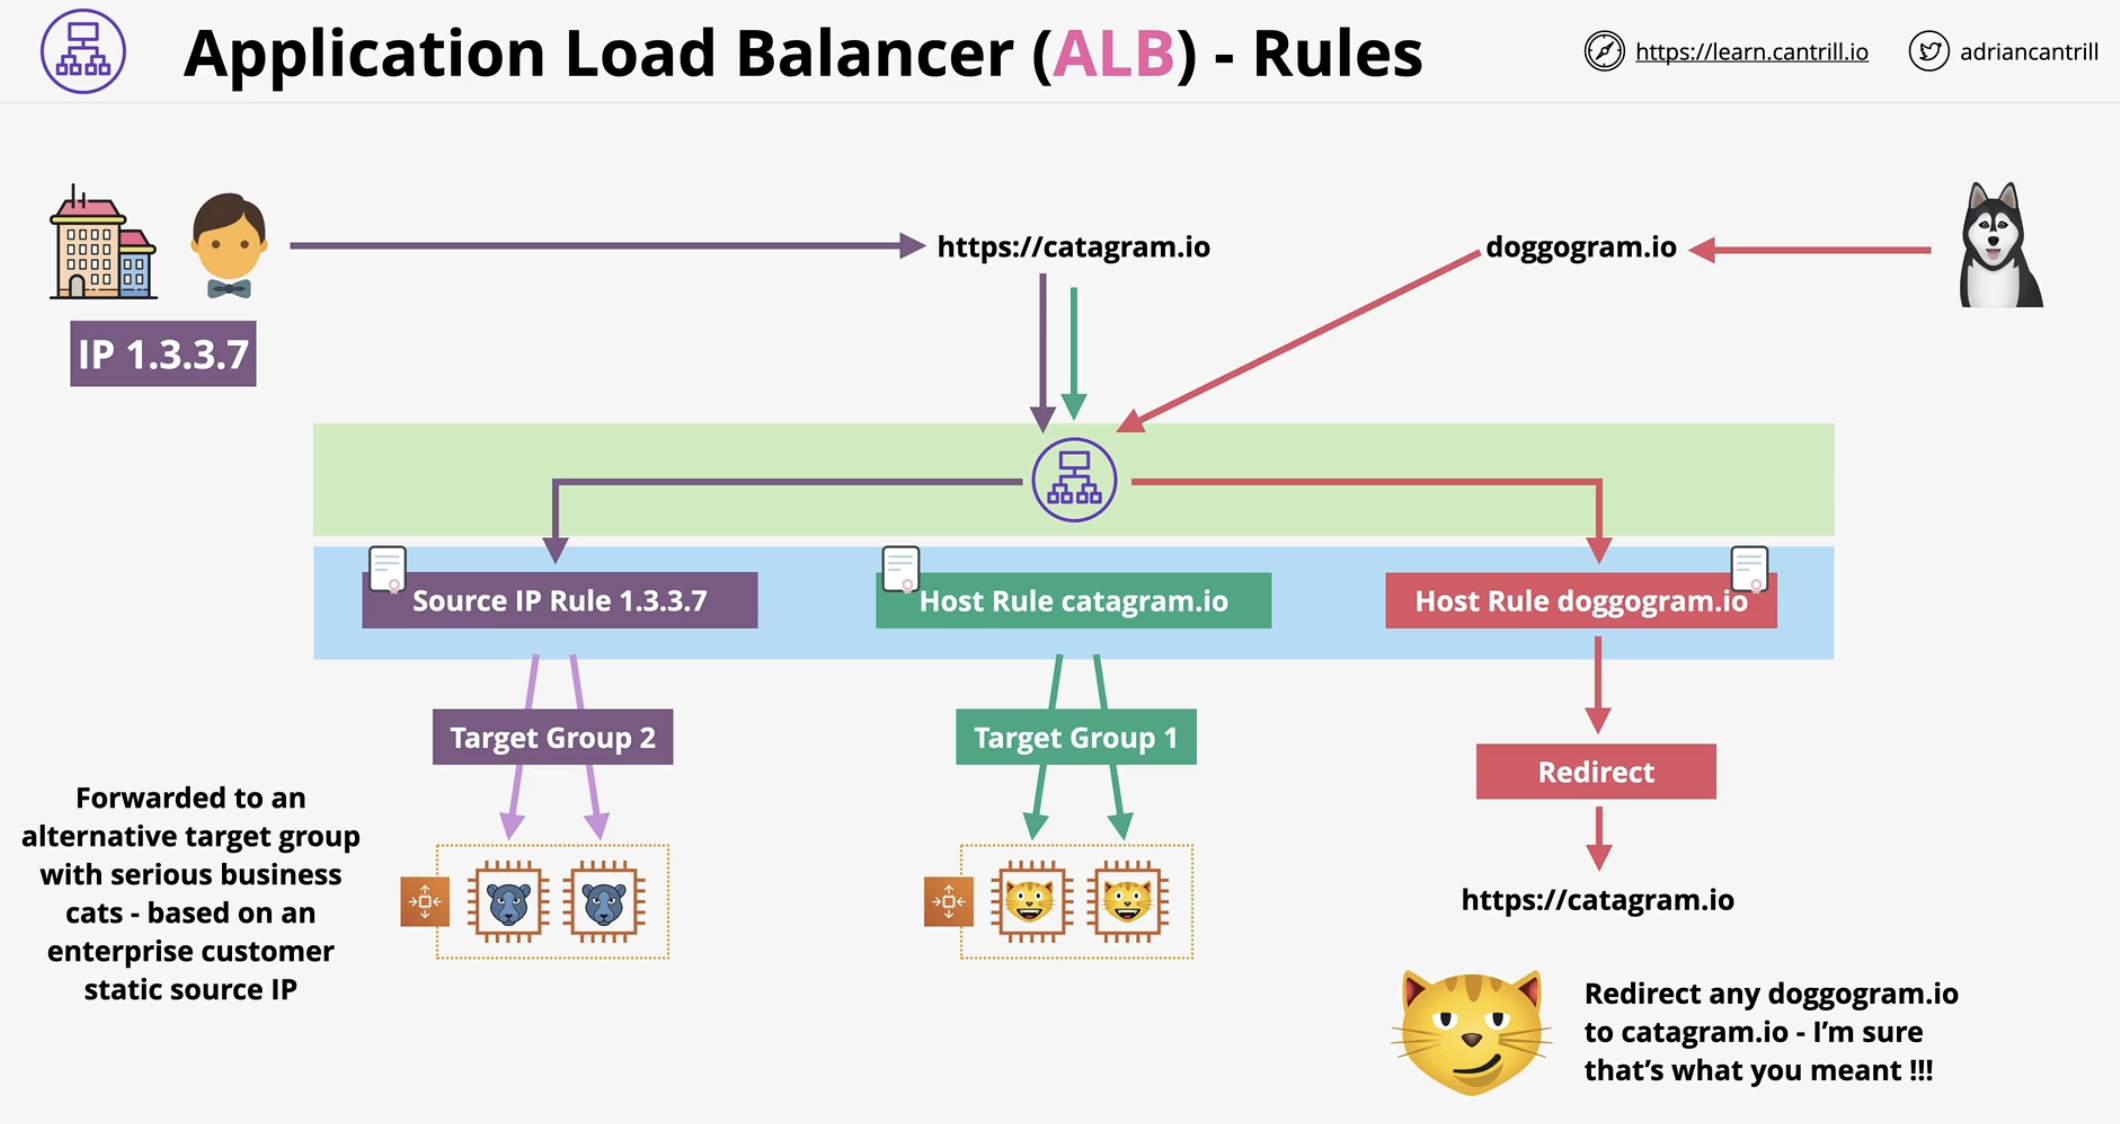 Application Load Balancer (ALB) - Rules
https://learn.cantrill.io
adriancantrill
https://catagram.io
doggogram.io
IP 1.3.3.7
Source IP Rule 1.3.3.7
Host Rule catagram.io
Host Rule doggogram.io
Target Group 2
Target Group 1
Redirect
Forwarded to an
alternative target group
with serious business
cats - based on an
enterprise customer
static source IP
https://catagram.io
Redirect any doggogram.io
to catagram.io - I'm sure
that's what you meant !!!